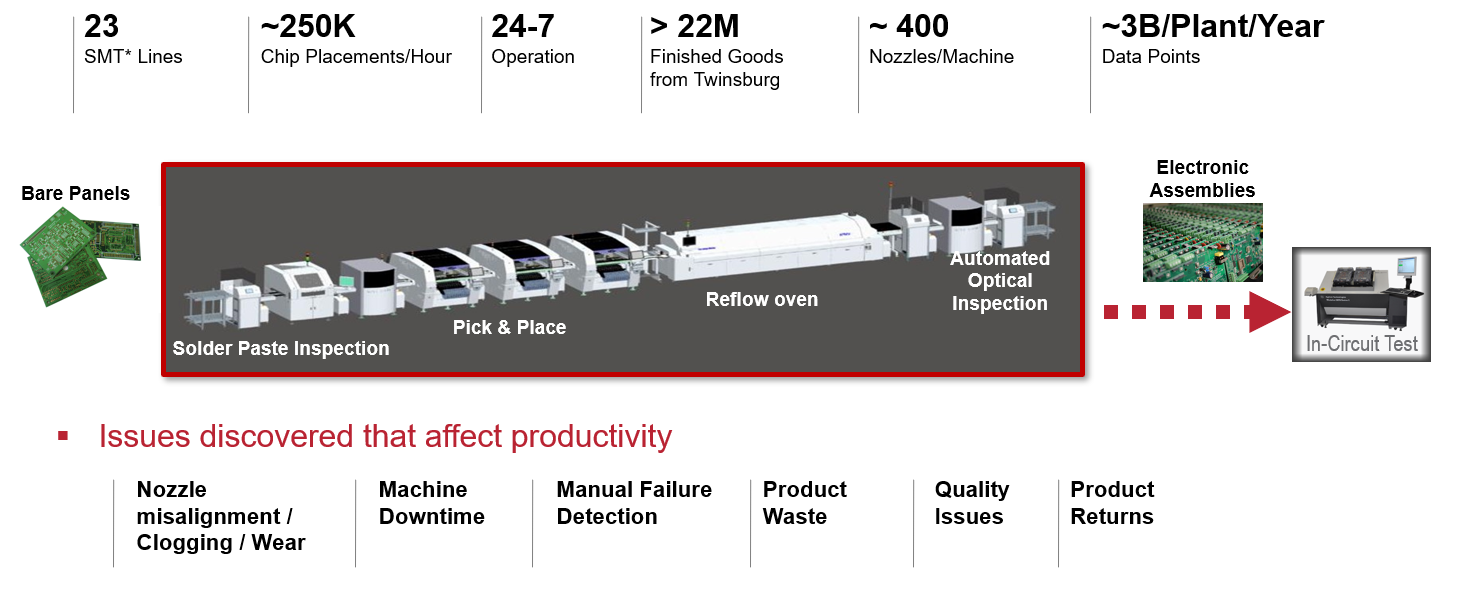 23
SMT* Lines
~250K
Chip Placements/Hour
24-7
Operation
> 22M
Finished Goods
from Twinsburg
~ 400
Nozzles/Machine
~3B/Plant/Year
Data Points
Bare Panels
Solder Paste Inspection
Pick & Place
Reflow oven
Automated
Optical
Inspection
Electronic
Assemblies
In-Circuit Test
Issues discovered that affect productivity
Nozzle
misalignment /
Clogging / Wear
Machine
Downtime
Manual Failure
Detection
Product
Waste
Quality
Issues
Product
Returns